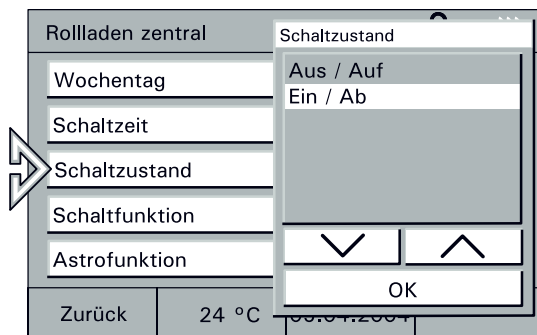 Rollladen zentral
Wochentag
Schaltzeit
Schaltzustand
Schaltfunktion
Astrofunktion
Zurück
24 °C
Schaltzustand
Aus / Auf
Ein / Ab
OK